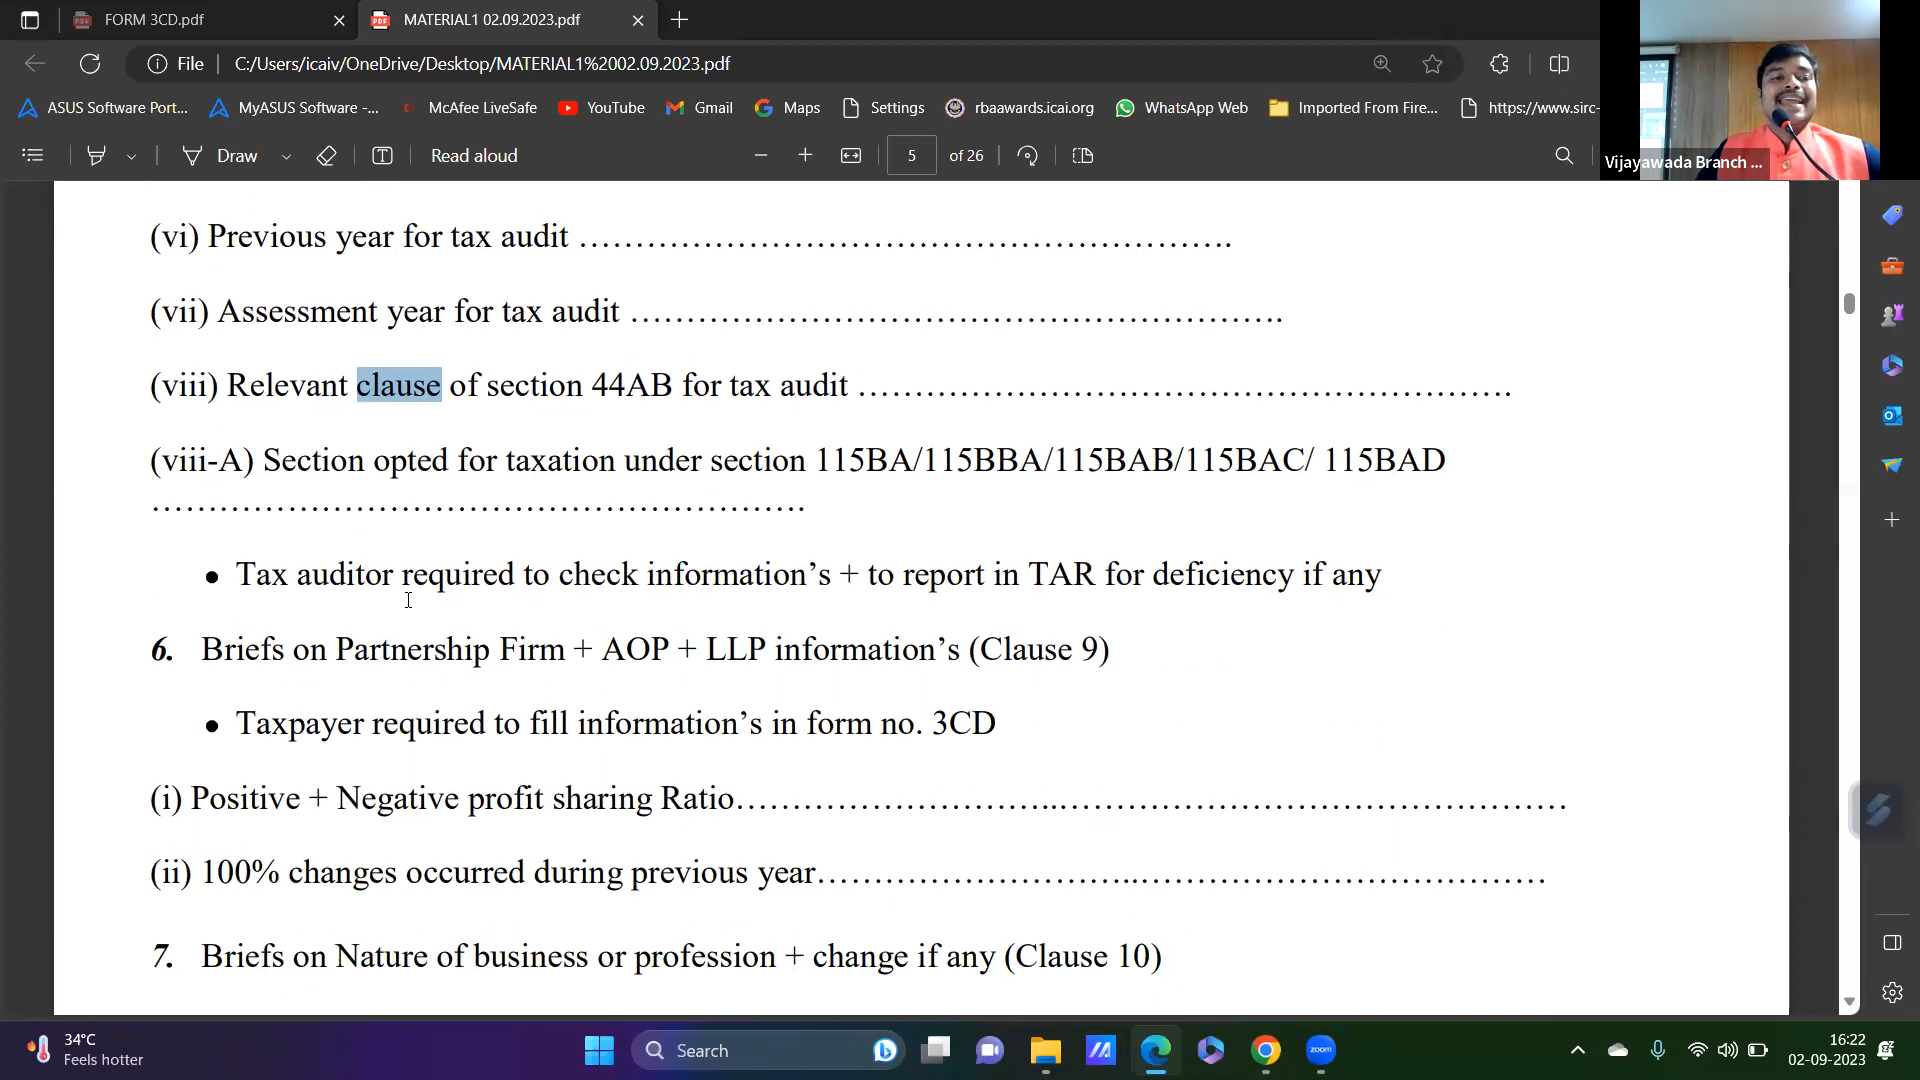 FORM 3CD.pdf
MATERIAL1 02.09.2023.pdf
File
C:/Users/icaiv/OneDrive/Desktop/MATERIAL1%2002.09.2023.pdf
ASUS Software Port... MyASUS Software -... McAfee LiveSafe YouTube Gmail Maps Settings rbaawards.icai.org WhatsApp Web Imported From Fire... https://www.sirc-
Draw Read aloud 5 of 26
Vijayawada Branch ...
(vi) Previous year for tax audit ………………………………………………………….
(vii) Assessment year for tax audit ………………………………………………………….
(viii) Relevant clause of section 44AB for tax audit ………………………………………………………….
(viii-A) Section opted for taxation under section 115BA/115BBA/115BAB/115BAC/ 115BAD
………………………………………………………….
• Tax auditor required to check information’s + to report in TAR for deficiency if any
6. Briefs on Partnership Firm + AOP + LLP information’s (Clause 9)
• Taxpayer required to fill information’s in form no. 3CD
(i) Positive + Negative profit sharing Ratio…………………………..……………………………………………
(ii) 100% changes occurred during previous year…………………………..……………………………………
7. Briefs on Nature of business or profession + change if any (Clause 10)
34°C
Feels hotter
Search
zoom
16:22
02-09-2023